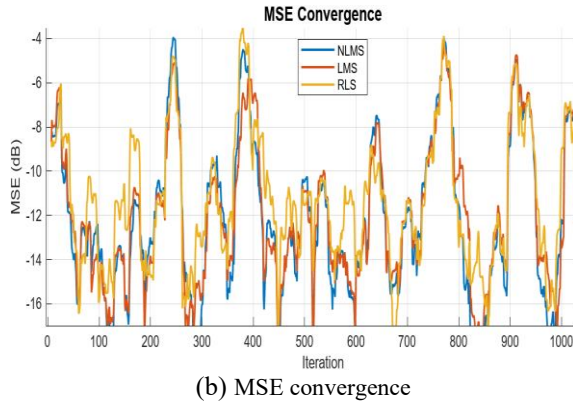 MSE Convergence
NLMS
LMS
RLS
MSE (dB)
-4
-6
-8
-10
-12
-14
-16
0 100 200 300 400 500 600 700 800 900 1000
Iteration
(b) MSE convergence